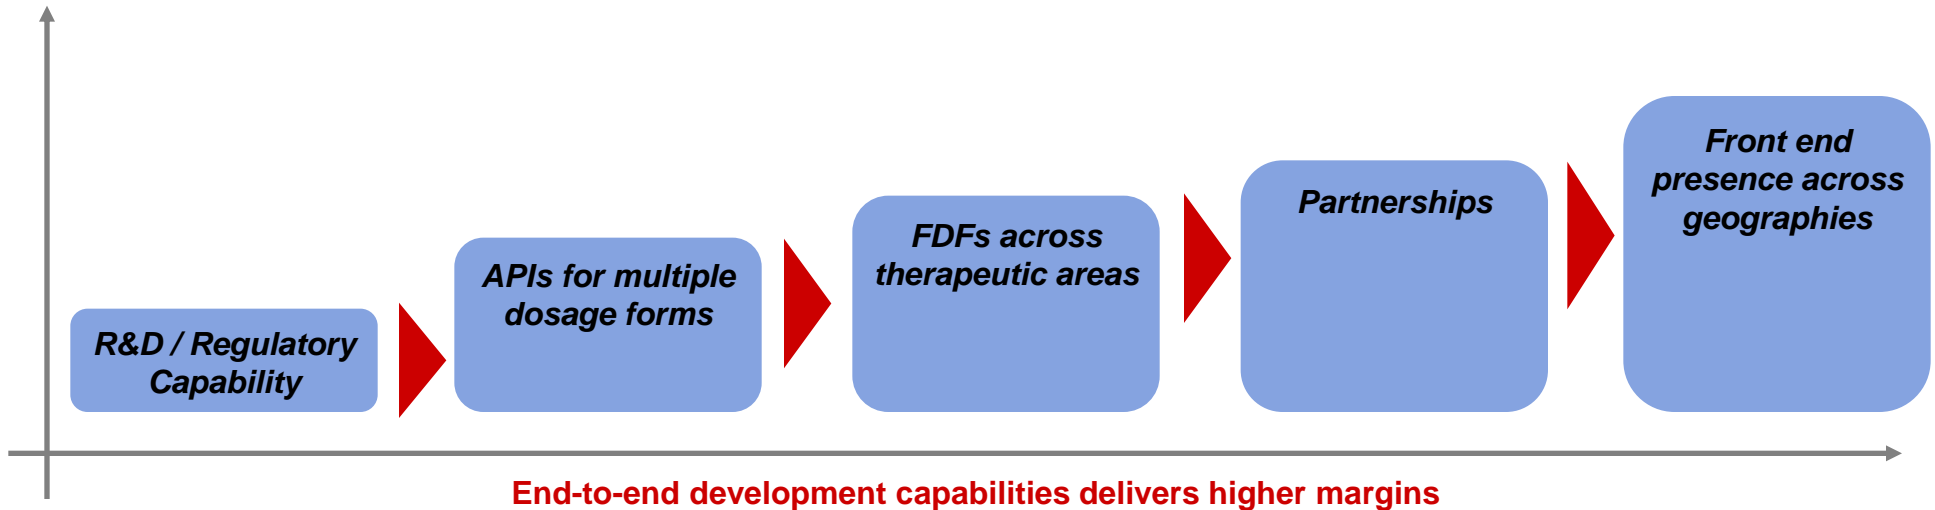 R&D / Regulatory
Capability
APIs for multiple
dosage forms
FDFs across
therapeutic areas
Partnerships
Front end
presence across
geographies
End-to-end development capabilities delivers higher margins